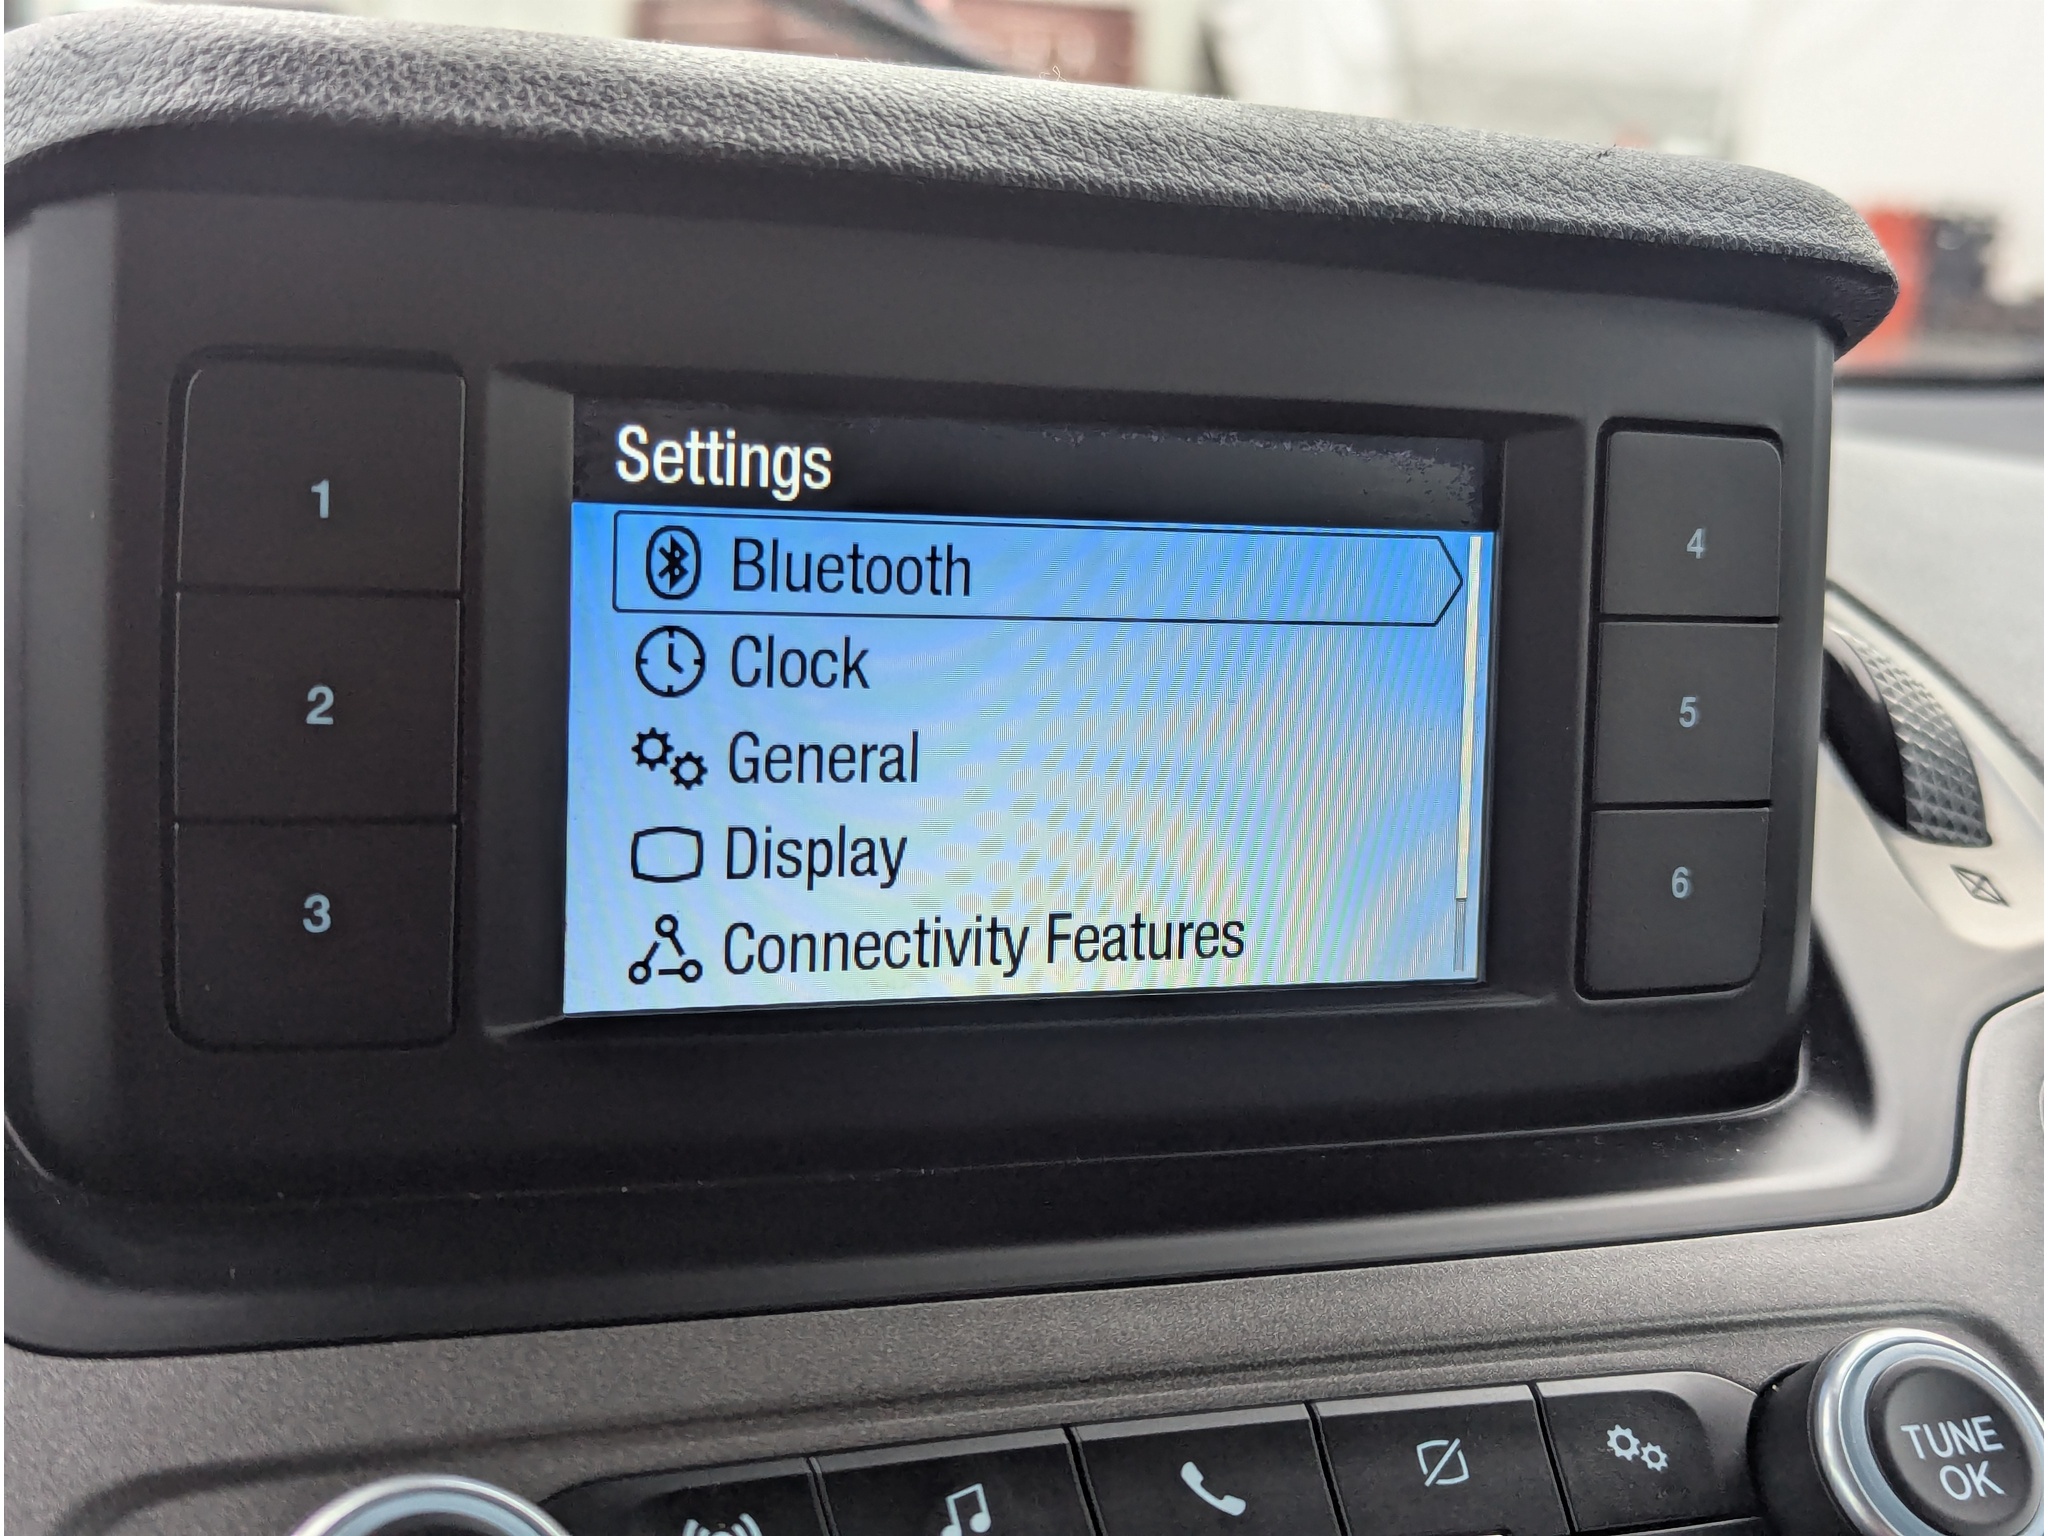 Settings
Bluetooth
Clock
General
Display
Connectivity Features
1
2
3
4
5
6
TUNE
OK